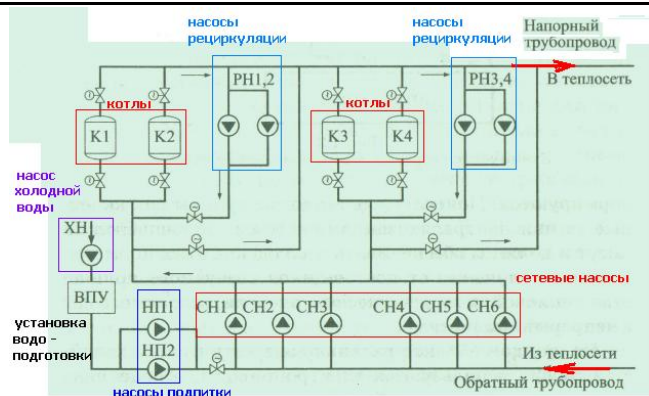 насосы
рециркуляции
насосы
рециркуляции
Напорный
трубопровод
В теплосеть
РН1,2
РН3,4
котлы
котлы
К1
К2
К3
К4
насос
холодной
воды
ХН
ВПУ
установка
водо -
подготовки
НП1
НП2
насосы подпитки
сетевые насосы
СН1
СН2
СН3
СН4
СН5
СН6
Из теплосети
Обратный трубопровод